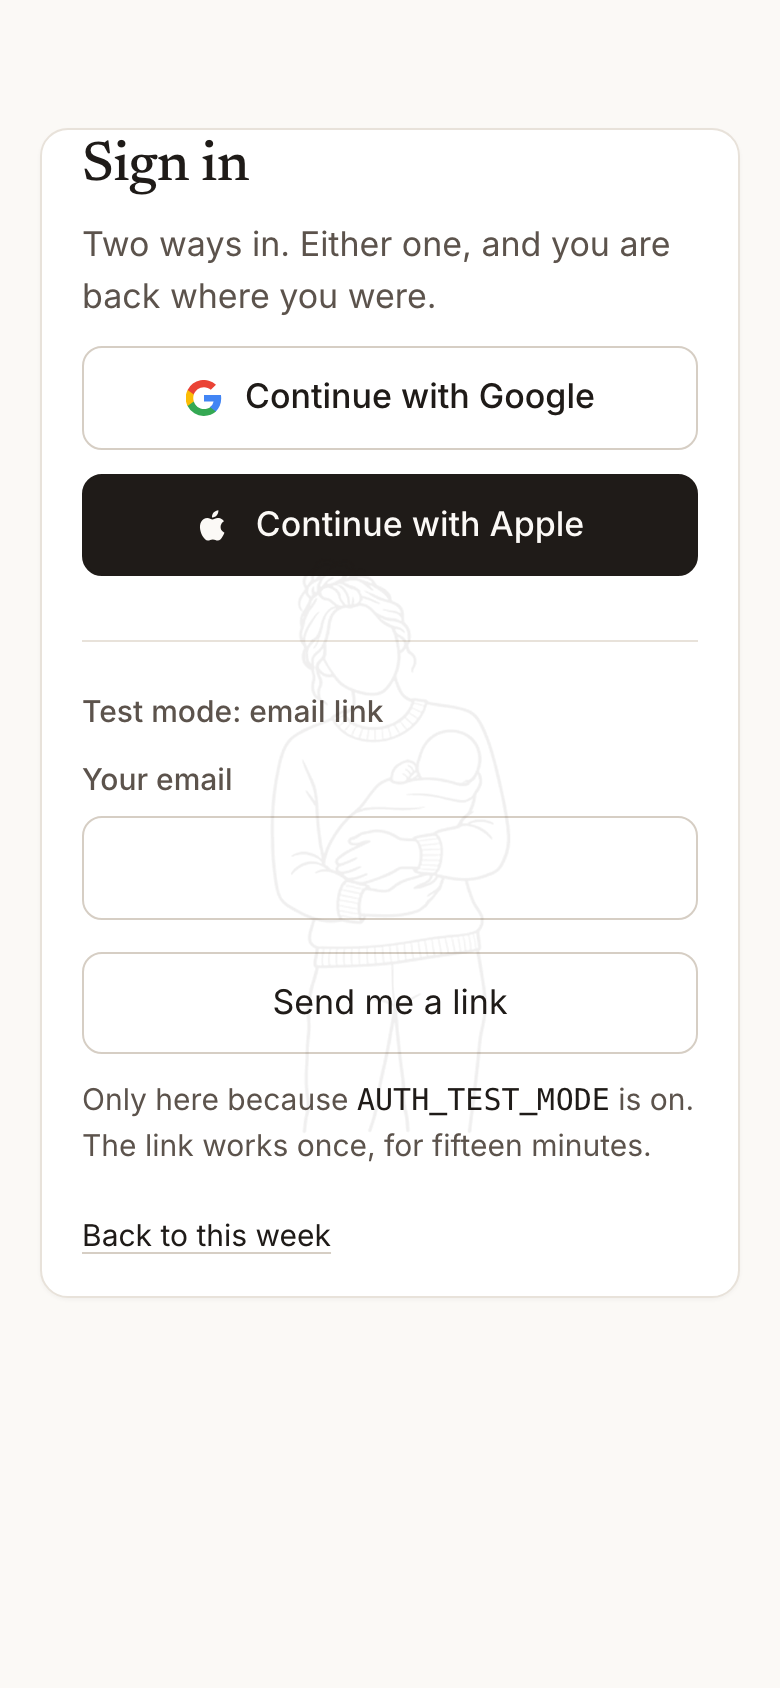 Sign in
Two ways in. Either one, and you are
back where you were.
Continue with Google
Continue with Apple
Test mode: email link
Your email
Send me a link
Only here because AUTH_TEST_MODE is on.
The link works once, for fifteen minutes.
Back to this week